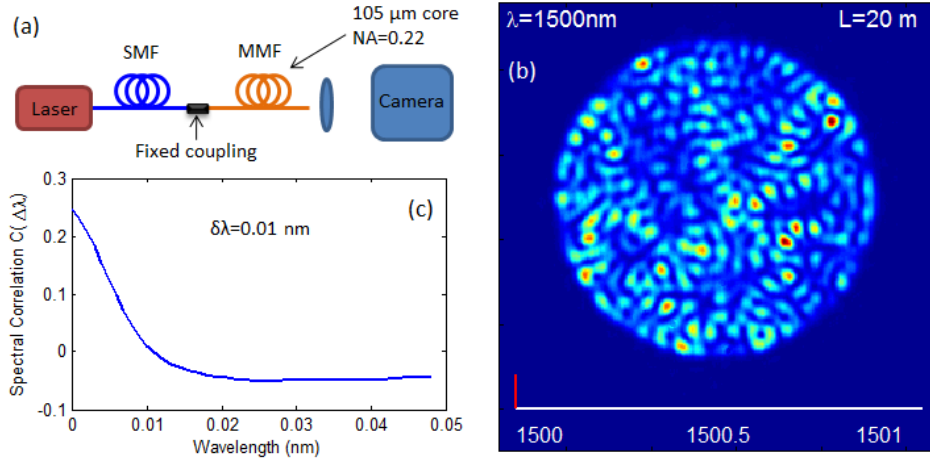 (a)
105 µm core
NA=0.22
SMF
MMF
Laser
Camera
Fixed coupling
(c)
δλ=0.01 nm
Spectral Correlation C(Δλ)
0.3
0.2
0.1
0
-0.1
0
0.01
0.02
0.03
0.04
0.05
Wavelength (nm)
λ=1500nm
L=20 m
(b)
1500
1500.5
1501